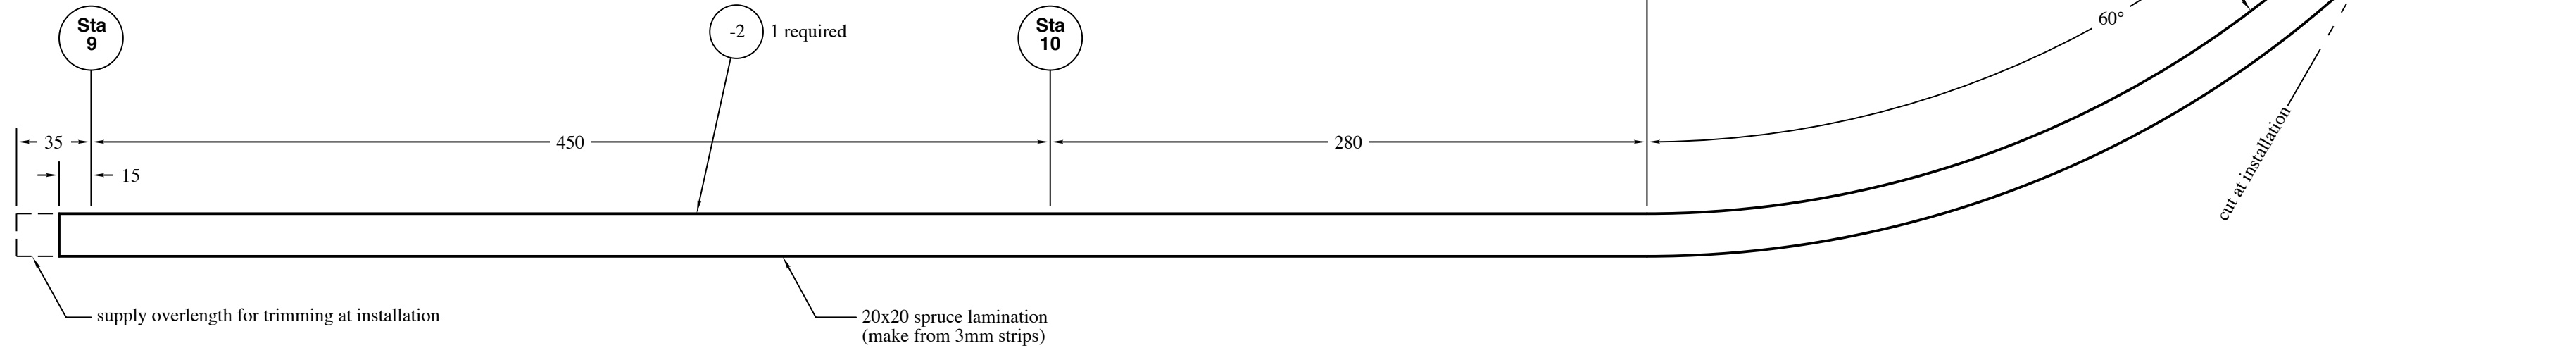 Sta
9
-2
1 required
Sta
10
60°
35
450
280
15
cut at installation
supply overlength for trimming at installation
20x20 spruce lamination
(make from 3mm strips)